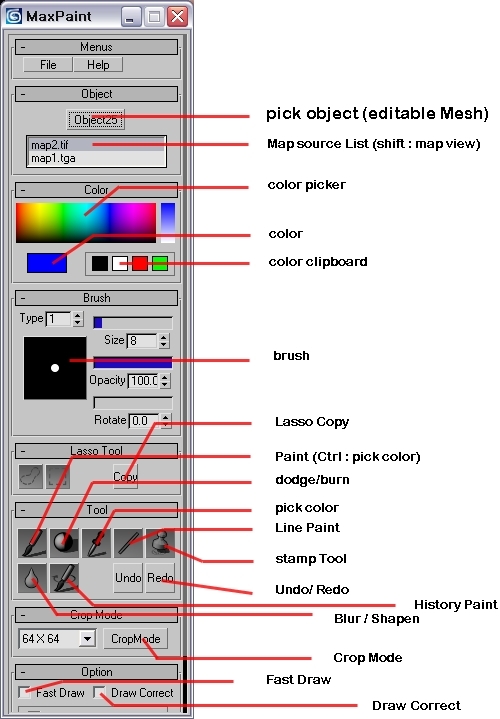 MaxPaint
Menus
File Help
Object
Object25
pick object (editable Mesh)
map2.tif
Map source List (shift : map view)
map1.tga
Color
color picker
color
color clipboard
Brush
Type 1
Size 8
brush
Opacity 100.0
Rotate 0.0
Lasso Copy
Lasso Tool
Paint (Ctrl : pick color)
Copy
dodge/burn
Tool
pick color
Line Paint
stamp Tool
Undo Redo
Undo/ Redo
History Paint
Crop Mode
Blur / Shapen
64 X 64 CropMode
Crop Mode
Option
Fast Draw
Fast Draw Draw Correct
Draw Correct